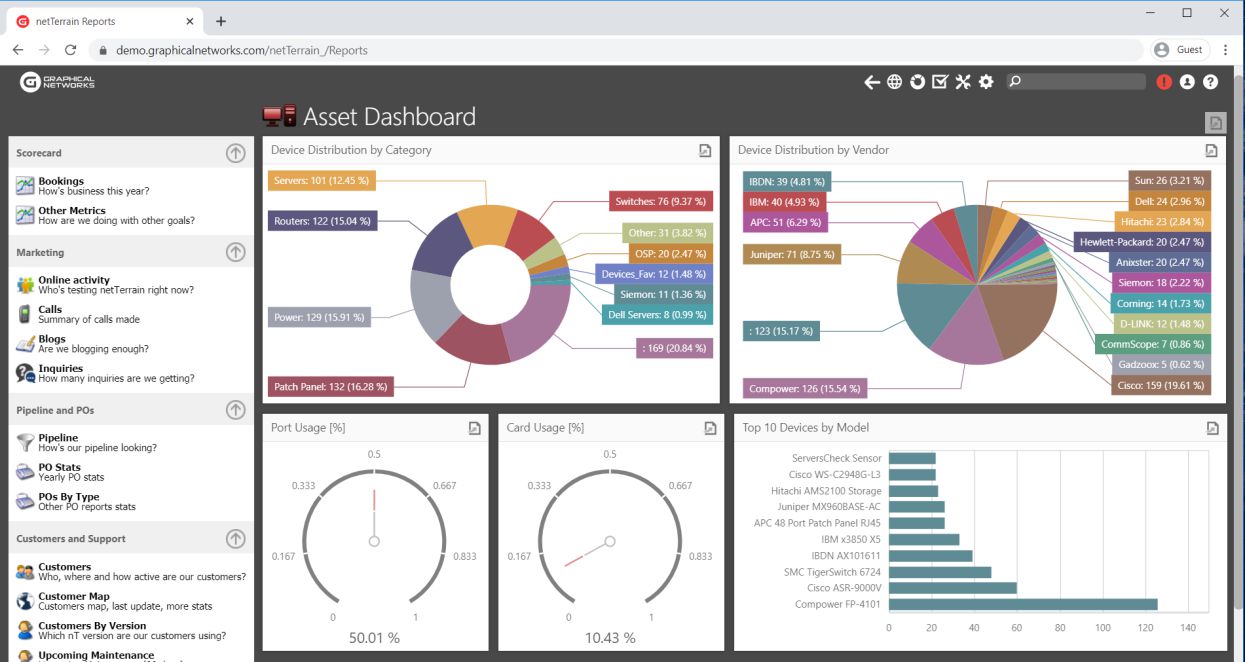 netTerrain Reports
demo.graphicalnetworks.com/netTerrain_/Reports
Guest
GRAPHICAL
NETWORKS
Asset Dashboard
Scorecard
Bookings
How's business this year?
Other Metrics
How are we doing with other goals?
Marketing
Online activity
Who's testing netTerrain right now?
Calls
Summary of calls made
Blogs
Are we blogging enough?
Inquiries
How many inquiries are we getting?
Pipeline and POs
Pipeline
How's our pipeline looking?
PO Stats
Yearly PO stats
POs By Type
Other PO reports stats
Customers and Support
Customers
Who, where and how active are our customers?
Customer Map
Customers map, last update, more stats
Customers By Version
Which nT version are our customers using?
Upcoming Maintenance
Device Distribution by Category
Servers: 101 (12.45 %)
Routers: 122 (15.04 %)
Power: 129 (15.91 %)
Patch Panel: 132 (16.28 %)
Switches: 76 (9.37 %)
Other: 31 (3.82 %)
OSP: 20 (2.47 %)
Devices_Fav: 12 (1.48 %)
Siemon: 11 (1.36 %)
Dell Servers: 8 (0.99 %)
: 169 (20.84 %)
Device Distribution by Vendor
IBDN: 39 (4.81 %)
IBM: 40 (4.93 %)
APC: 51 (6.29 %)
Juniper: 71 (8.75 %)
: 123 (15.17 %)
Compower: 126 (15.54 %)
Sun: 26 (3.21 %)
Dell: 24 (2.96 %)
Hitachi: 23 (2.84 %)
Hewlett-Packard: 20 (2.47 %)
Anixster: 20 (2.47 %)
Siemon: 18 (2.22 %)
Corning: 14 (1.73 %)
D-LINK: 12 (1.48 %)
CommScope: 7 (0.86 %)
Gadzoox: 5 (0.62 %)
Cisco: 159 (19.61 %)
Port Usage [%]
0.5
0.333
0.667
0.167
0.833
0
1
50.01 %
Card Usage [%]
0.5
0.333
0.667
0.167
0.833
0
1
10.43 %
Top 10 Devices by Model
ServersCheck Sensor
Cisco WS-C2948G-L3
Hitachi AMS2100 Storage
Juniper MX960BASE-AC
APC 48 Port Patch Panel RJ45
IBM x3850 X5
IBDN AX101611
SMC TigerSwitch 6724
Cisco ASR-9000V
Compower FP-4101
0 20 40 60 80 100 120 140